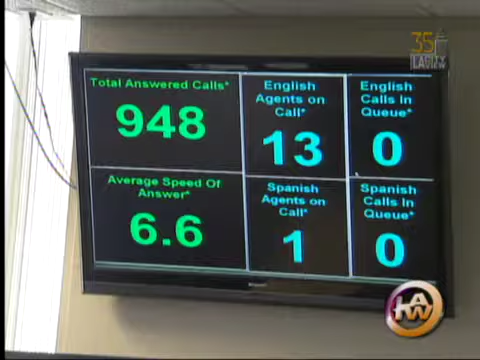 35
LA CITY
VIEW
Total Answered Calls*
948
English
Agents on
Call*
13
English
Calls In
Queue*
0
Average Speed Of
Answer*
6.6
Spanish
Agents on
Call*
1
Spanish
Calls In
Queue*
0
LA
TW